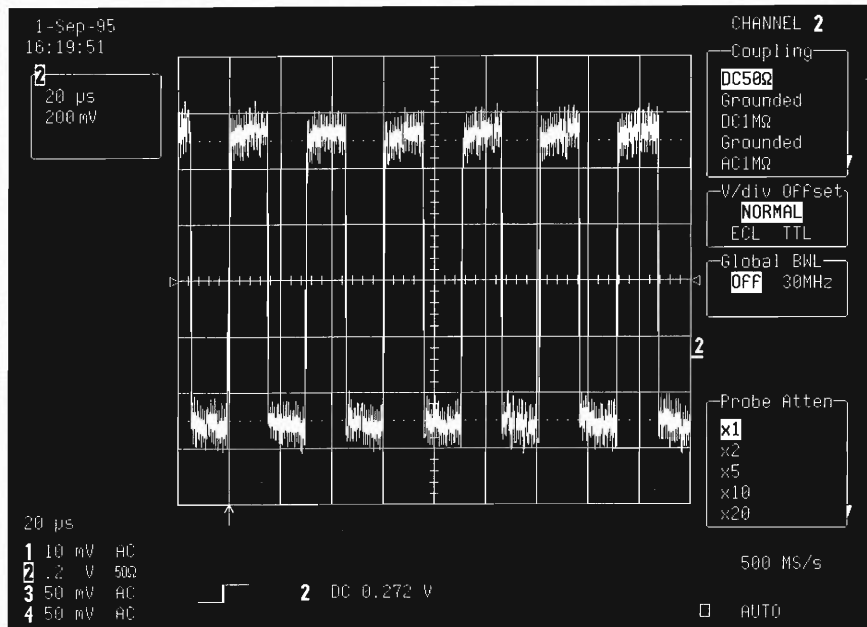 1-Sep-95
16:19:51
2
20 µs
200 mV
CHANNEL 2
Coupling
DC50Ω
Grounded
DC1MΩ
Grounded
AC1MΩ
V/div Offset
NORMAL
ECL TTL
Global BWL
Off 30MHz
2
Probe Atten
x1
x2
x5
x10
x20
20 µs
1 10 mV AC
2 .2 V 50Ω
3 50 mV AC
4 50 mV AC
2 DC 0.272 V
500 MS/s
AUTO